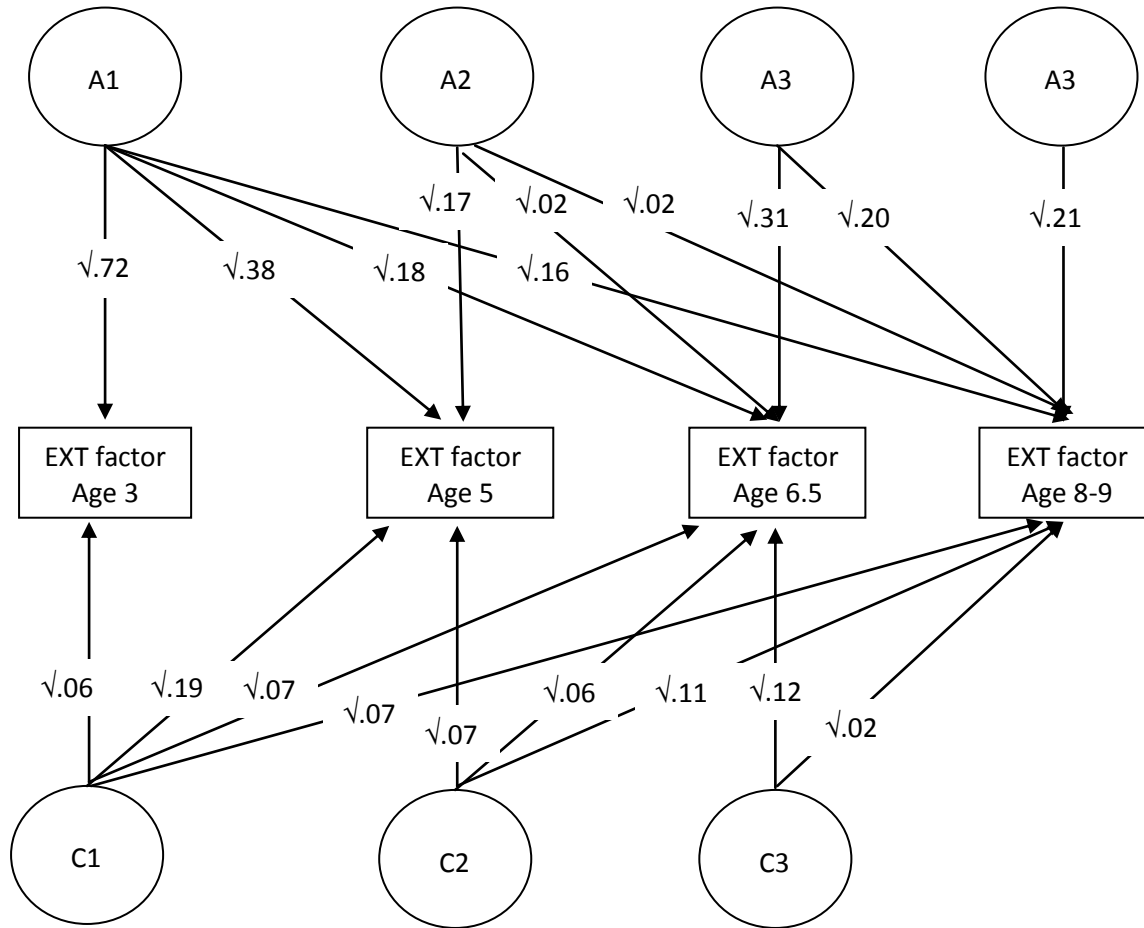 A1
A2
A3
A3
√.17
√.02
√.02
√.31
√.20
√.21
√.72
√.38
√.18
√.16
EXT factor
Age 3
EXT factor
Age 5
EXT factor
Age 6.5
EXT factor
Age 8-9
√.06
√.19
√.07
√.07
√.07
√.06
√.11
√.12
√.02
C1
C2
C3